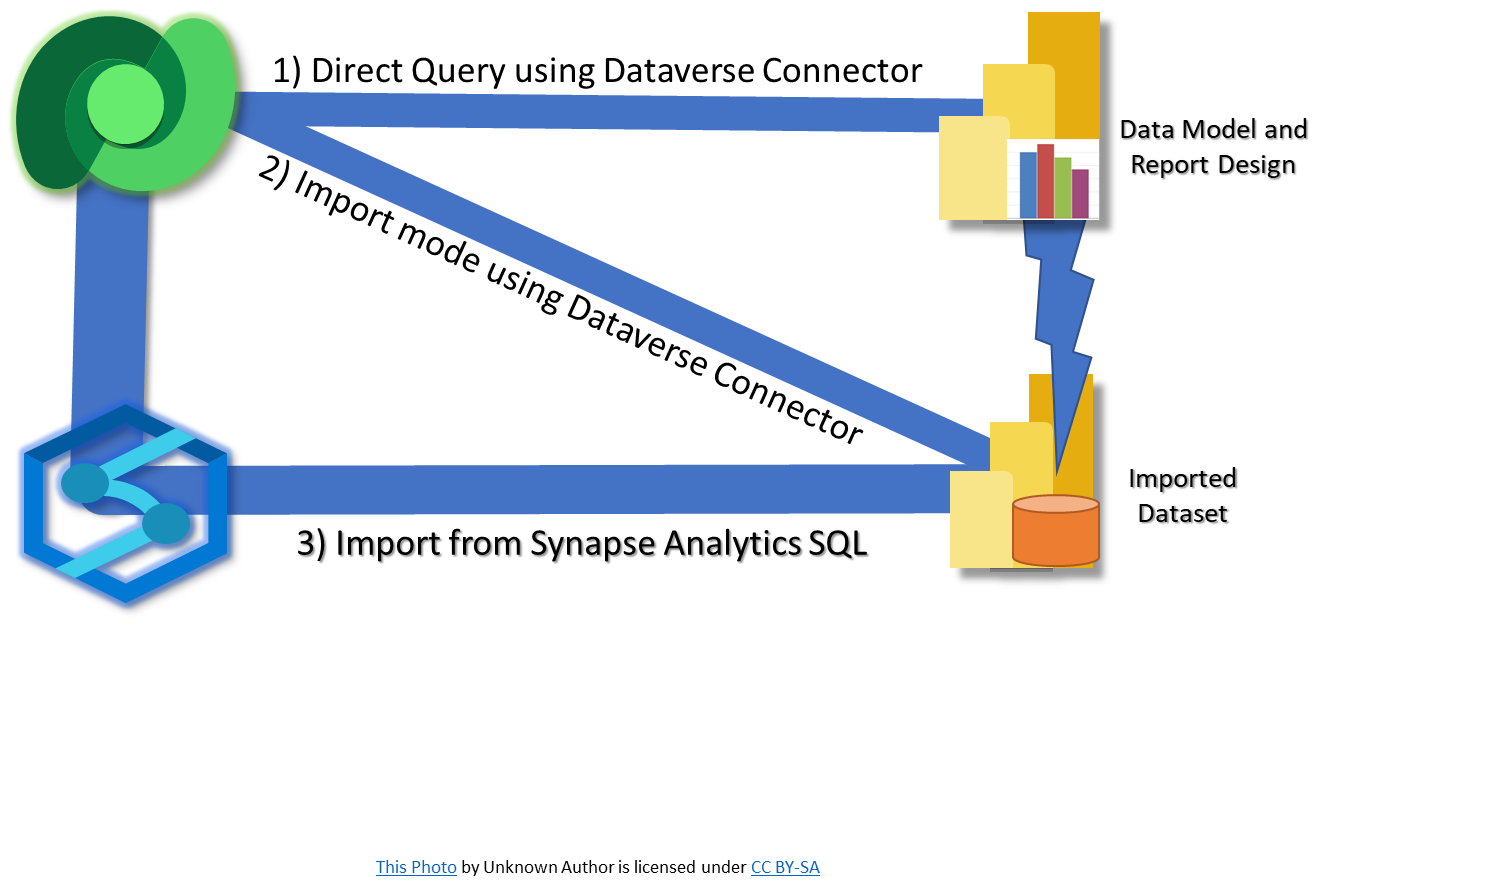 1) Direct Query using Dataverse Connector
Data Model and
Report Design
2) Import mode using Dataverse Connector
Imported
Dataset
3) Import from Synapse Analytics SQL
This Photo by Unknown Author is licensed under CC BY-SA